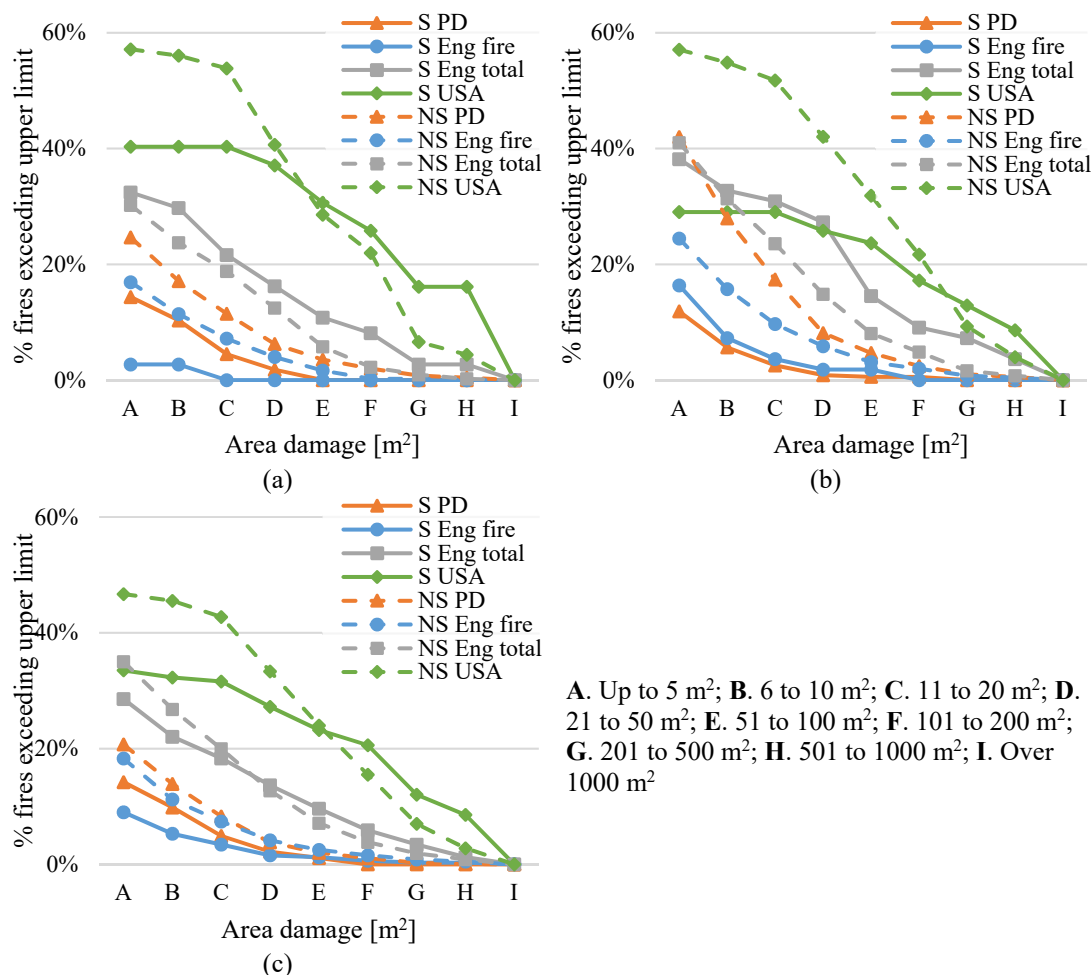 % fires exceeding upper limit
60%
40%
20%
0%
S PD
S Eng fire
S Eng total
S USA
NS PD
NS Eng fire
NS Eng total
NS USA
A B C D E F G H I
Area damage [m²]
(a)
% fires exceeding upper limit
60%
40%
20%
0%
S PD
S Eng fire
S Eng total
S USA
NS PD
NS Eng fire
NS Eng total
NS USA
A B C D E F G H I
Area damage [m²]
(b)
% fires exceeding upper limit
60%
40%
20%
0%
S PD
S Eng fire
S Eng total
S USA
NS PD
NS Eng fire
NS Eng total
NS USA
A B C D E F G H I
Area damage [m²]
(c)
A. Up to 5 m²; B. 6 to 10 m²; C. 11 to 20 m²; D.
21 to 50 m²; E. 51 to 100 m²; F. 101 to 200 m²;
G. 201 to 500 m²; H. 501 to 1000 m²; I. Over
1000 m²